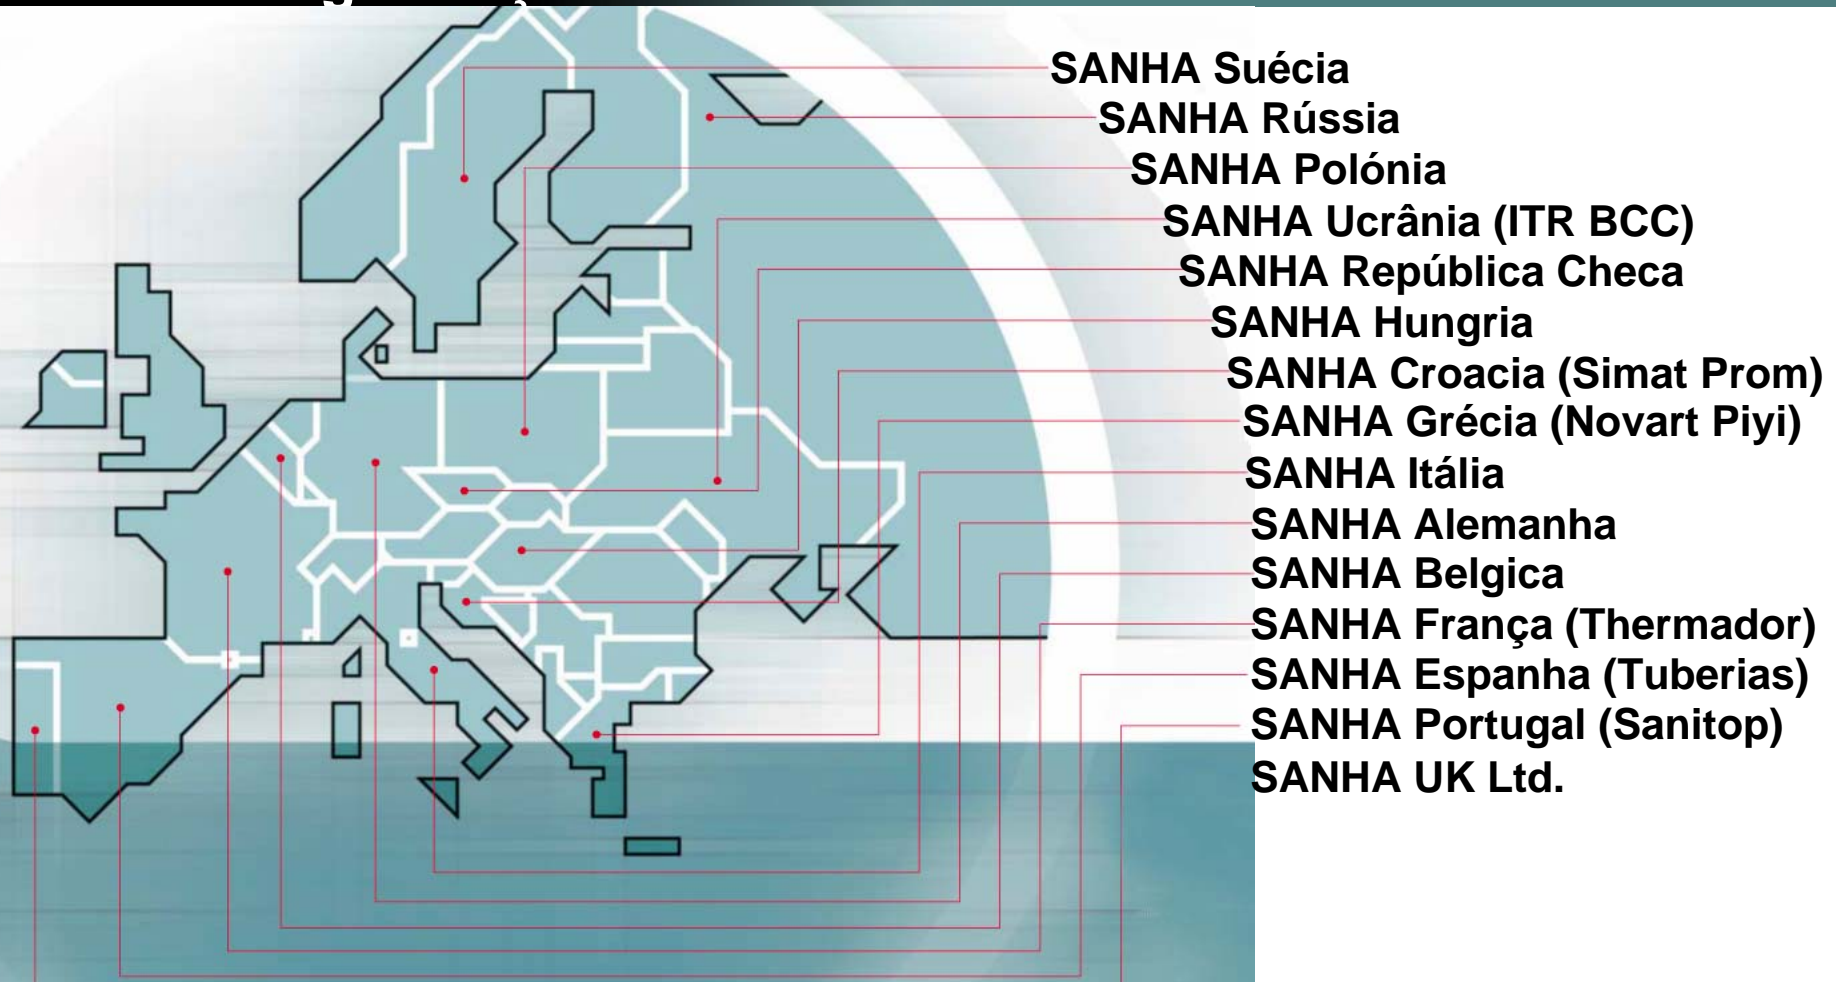 SANHA Suécia
SANHA Rússia
SANHA Polónia
SANHA Ucrânia (ITR BCC)
SANHA República Checa
SANHA Hungria
SANHA Croacia (Simat Prom)
SANHA Grécia (Novart Piyi)
SANHA Itália
SANHA Alemanha
SANHA Belgica
SANHA França (Thermador)
SANHA Espanha (Tuberias)
SANHA Portugal (Sanitop)
SANHA UK Ltd.